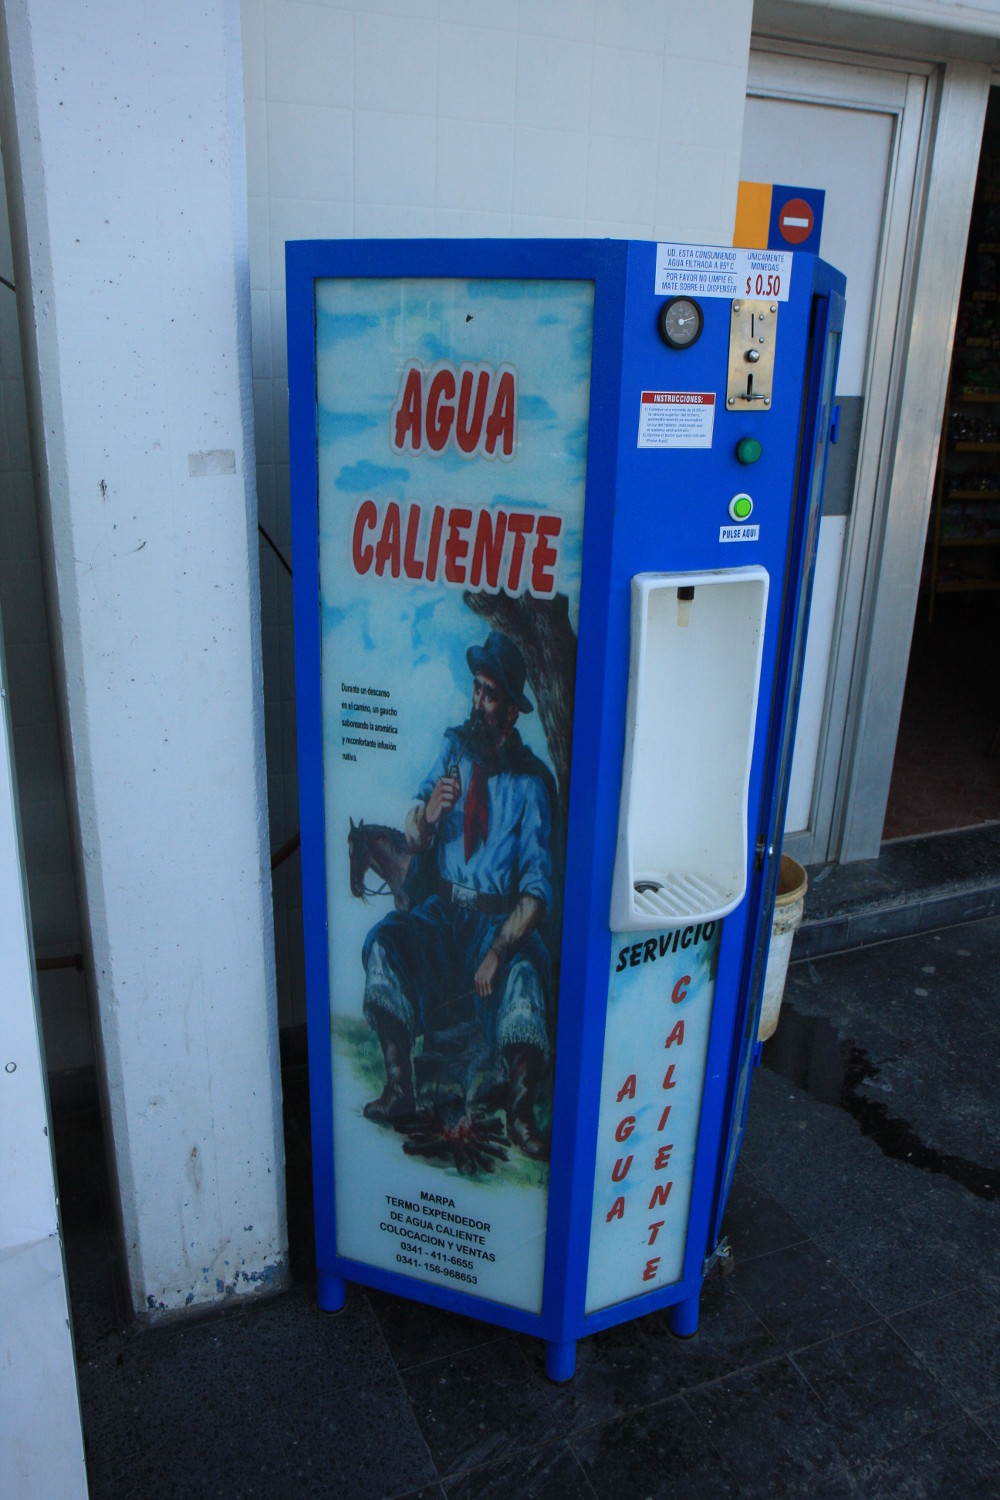 UD. ESTA CONSUMIENDO
AGUA FILTRADA A 85º C
POR FAVOR NO LIMPIE EL
MATE SOBRE EL DISPENSER
UNICAMENTE
MONEDAS
$ 0.50
INSTRUCCIONES:
PULSE AQUI
AGUA
CALIENTE
Durante un descanso
en el camino, un gaucho
saboreando la aromática
y reconfortante infusión
nativa.
MARPA
TERMO EXPENDEDOR
DE AGUA CALIENTE
COLOCACION Y VENTAS
0341 - 411-6655
0341- 156-968653
SERVICIO
AGUA
CALIENTE